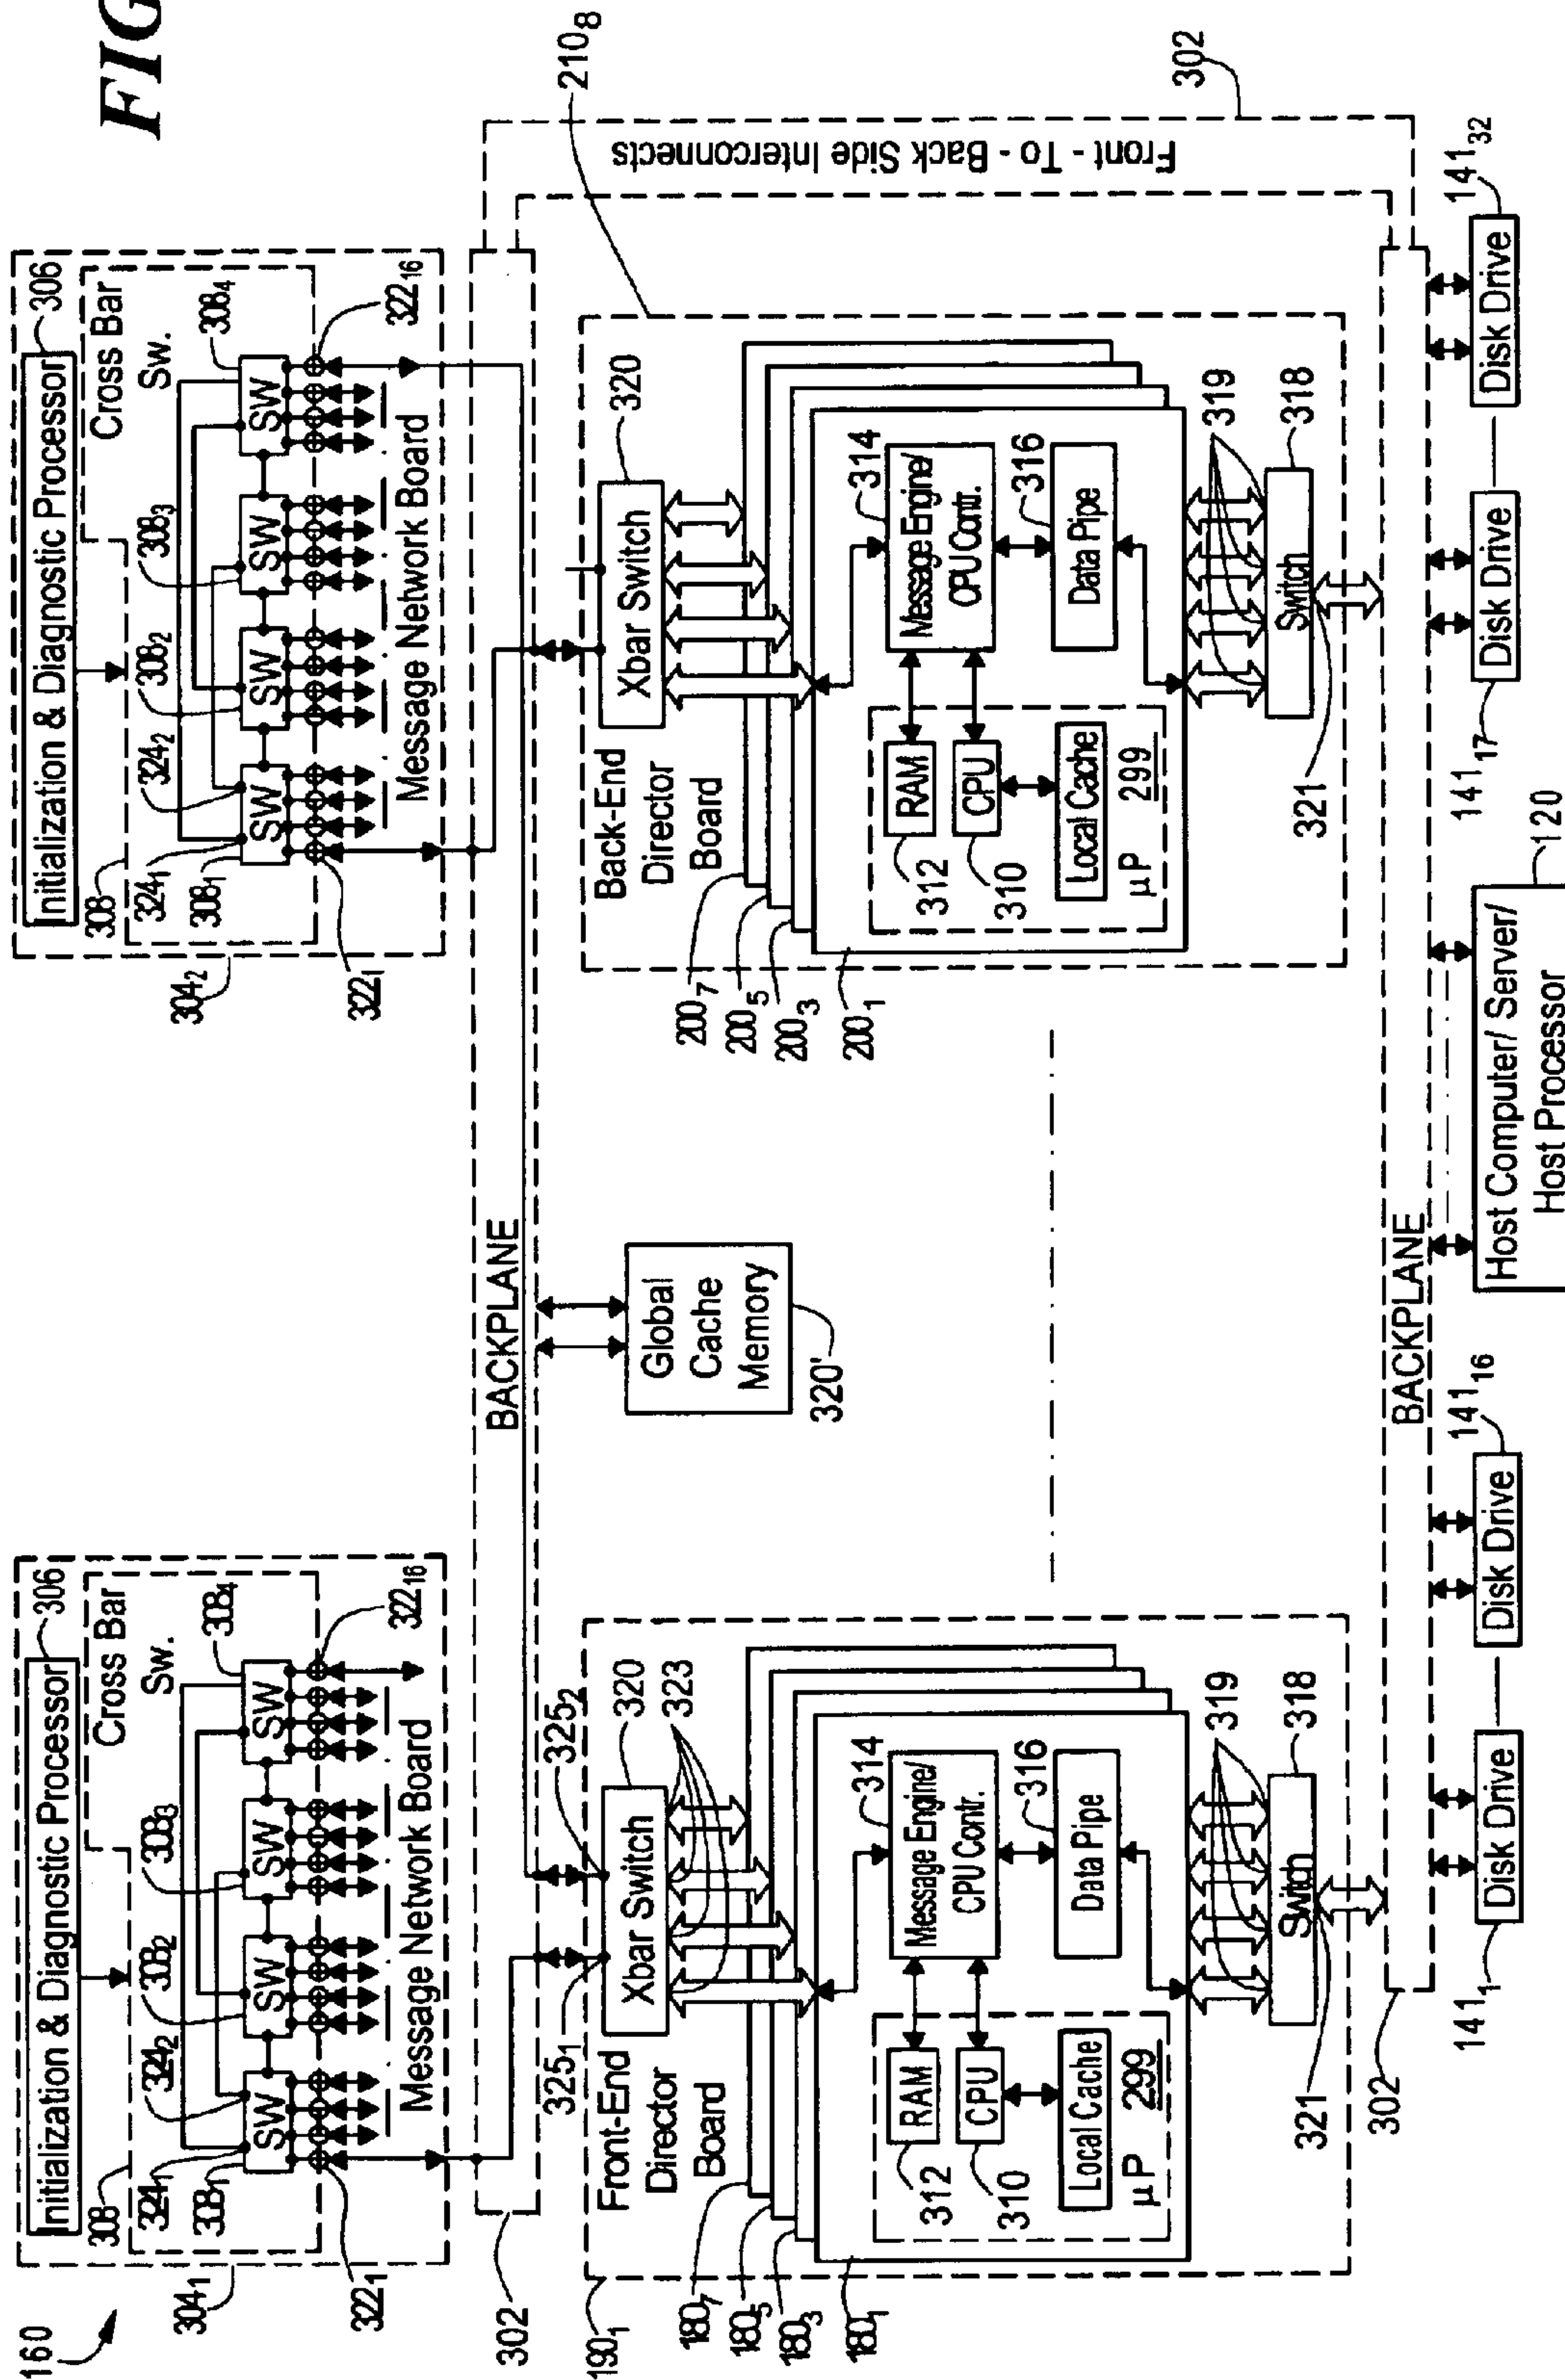 FIG
160
304₁
308
Initialization & Diagnostic Processor
306
Cross Bar
Sw.
324₁
324₂
308₁
308₂
308₃
308₄
SW
SW
SW
SW
322₁
322₁₆
Message Network Board
304₂
308
Initialization & Diagnostic Processor
306
Cross Bar
Sw.
324₁
324₂
308₁
308₂
308₃
308₄
SW
SW
SW
SW
322₁
322₁₆
Message Network Board
302
BACKPLANE
Front - To - Back Side Interconnects
302
190₁
Front-End
Director
Board
325₁
325₂
320
Xbar Switch
323
180₇
180₅
180₃
180₁
314
Message Engine/
CPU Contr.
RAM
312
316
Data Pipe
CPU
310
Local Cache
µP
299
319
318
Switch
321
Global
Cache
Memory
320'
210₈
Back-End
Director
Board
320
Xbar Switch
200₇
200₅
200₃
200₁
314
Message Engine/
CPU Contr.
RAM
312
316
Data Pipe
CPU
310
Local Cache
µP
299
319
318
Switch
321
302
BACKPLANE
141₁
Disk Drive
Disk Drive
141₁₆
Host Computer/ Server/
Host Processor
120
141₁₇
Disk Drive
Disk Drive
141₃₂